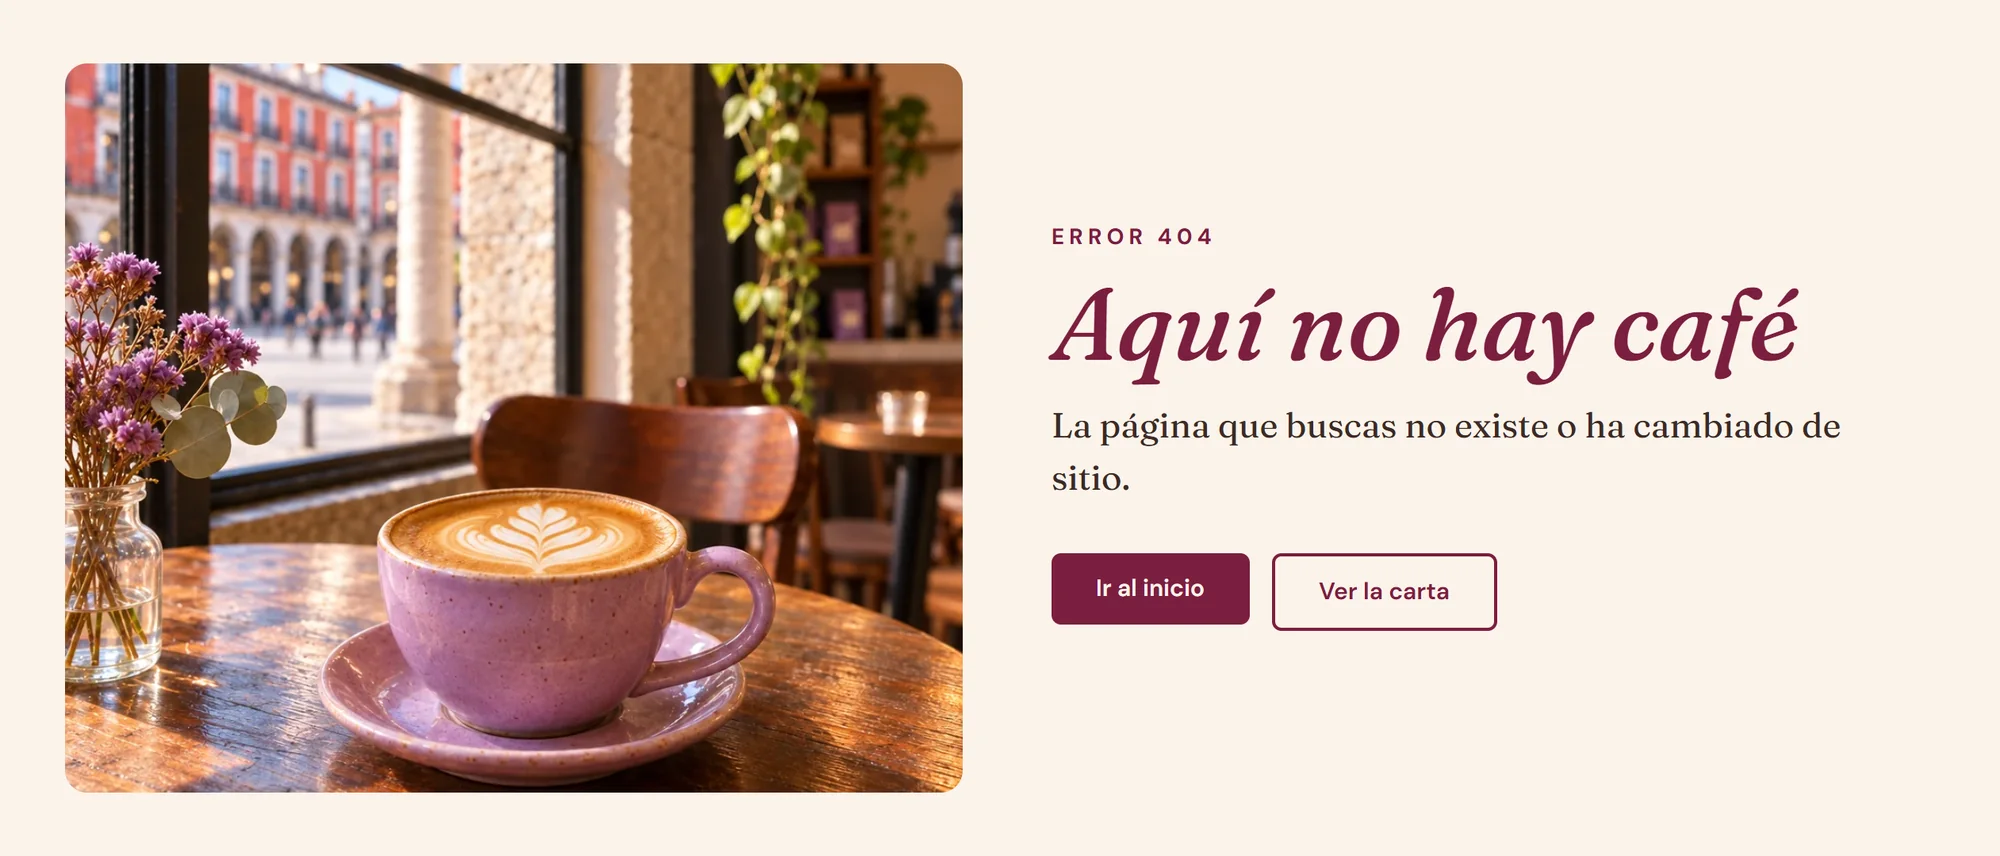 ERROR 404
Aquí no hay café
La página que buscas no existe o ha cambiado de
sitio.
Ir al inicio
Ver la carta